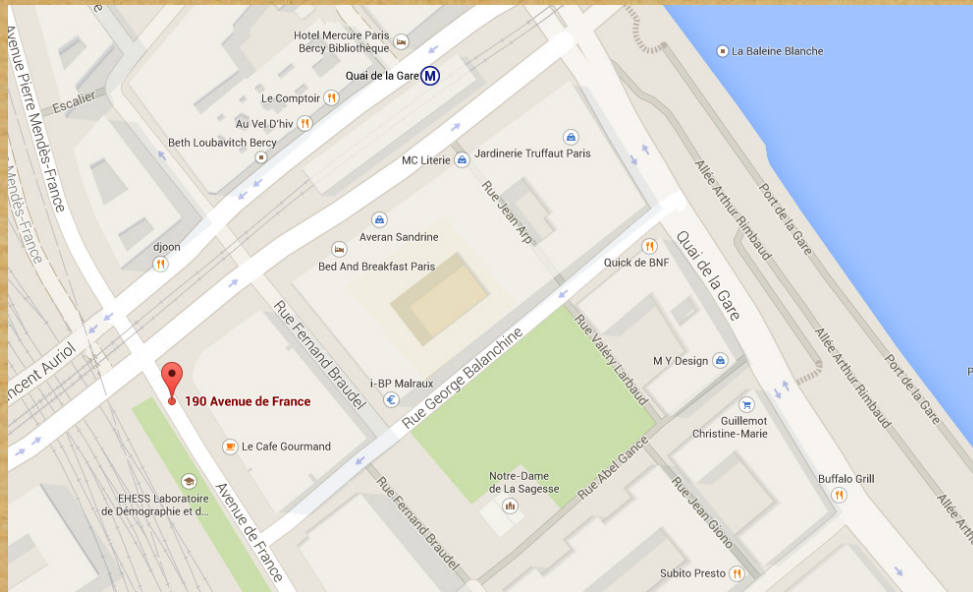 Hotel Mercure Paris
Bercy Bibliothèque
La Baleine Blanche
Avenue Pierre Mendès-France
Quai de la Gare
M
Escalier
Le Comptoir
Au Vel D'hiv
Beth Loubavitch Bercy
MC Literie
Jardinerie Truffaut Paris
Allée Arthur Rimbaud
Port de la Gare
Mendès-France
Rue Jean Arp
Averan Sandrine
djoon
Bed And Breakfast Paris
Quick de BNF
Quai de la Gare
Rue Fernand Braudel
Rue Valéry Larbaud
Allée Arthur Rimbaud
Port de la Gare
ncent Auriol
M Y Design
P
190 Avenue de France
i-BP Malraux
€
Rue George Balanchine
Guillemot
Christine-Marie
Le Cafe Gourmand
Notre-Dame
de La Sagesse
Rue Abel Gance
Buffalo Grill
EHESS Laboratoire
de Démographie et d...
Avenue de France
Rue Fernand Braudel
Rue Jean Giono
Allée
Subito Presto